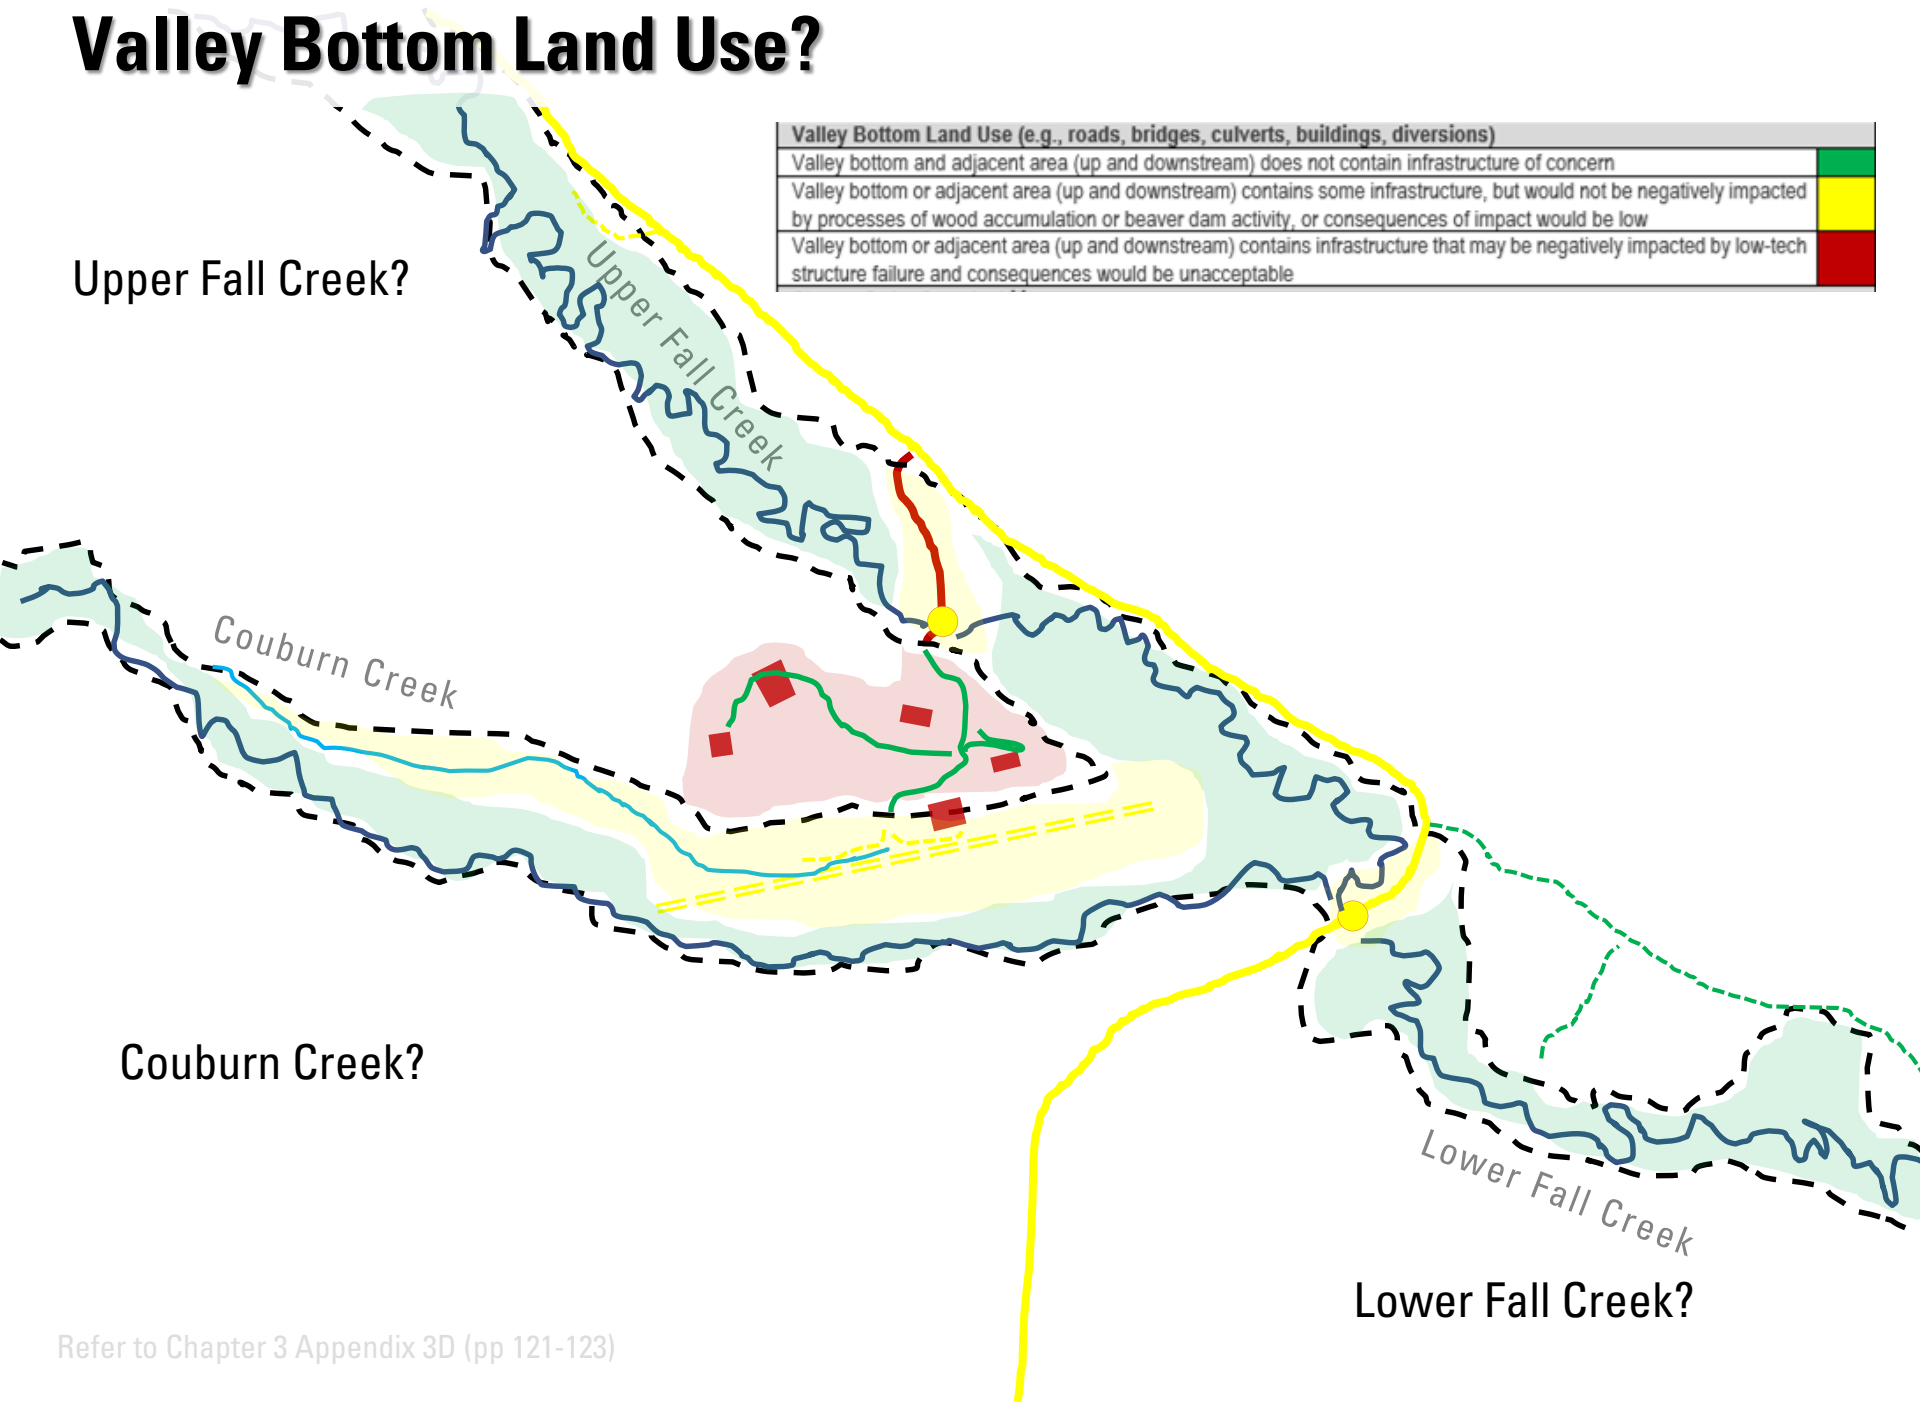 Valley Bottom Land Use?
Valley Bottom Land Use (e.g., roads, bridges, culverts, buildings, diversions)
Valley bottom and adjacent area (up and downstream) does not contain infrastructure of concern
Valley bottom or adjacent area (up and downstream) contains some infrastructure, but would not be negatively impacted
by processes of wood accumulation or beaver dam activity, or consequences of impact would be low
Valley bottom or adjacent area (up and downstream) contains infrastructure that may be negatively impacted by low-tech
structure failure and consequences would be unacceptable
Upper Fall Creek?
Upper Fall Creek
Couburn Creek
Couburn Creek?
Lower Fall Creek
Lower Fall Creek?
Refer to Chapter 3 Appendix 3D (pp 121-123)